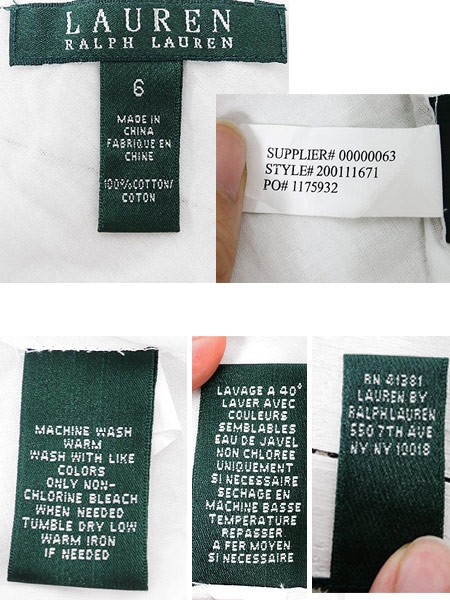 LAUREN
RALPH LAUREN
6
MADE IN
CHINA
FABRIQUE EN
CHINE
100%COTTON/
COTON
SUPPLIER# 00000063
STYLE# 200111671
PO# 1175932
MACHINE WASH
WARM
WASH WITH LIKE
COLORS
ONLY NON-
CHLORINE BLEACH
WHEN NEEDED
TUMBLE DRY LOW
WARM IRON
IF NEEDED
LAVAGE A 40°
LAVER AVEC
COULEURS
SEMBLABLES
EAU DE JAVEL
NON CHLOREE
UNIQUEMENT
SI NECESSAIRE
SECHAGE EN
MACHINE BASSE
TEMPERATURE
REPASSER
A FER MOYEN
SI NECESSAIRE
RN 41381
LAUREN BY
RALPHLAUREN
550 7TH AVE
NY NY 10018